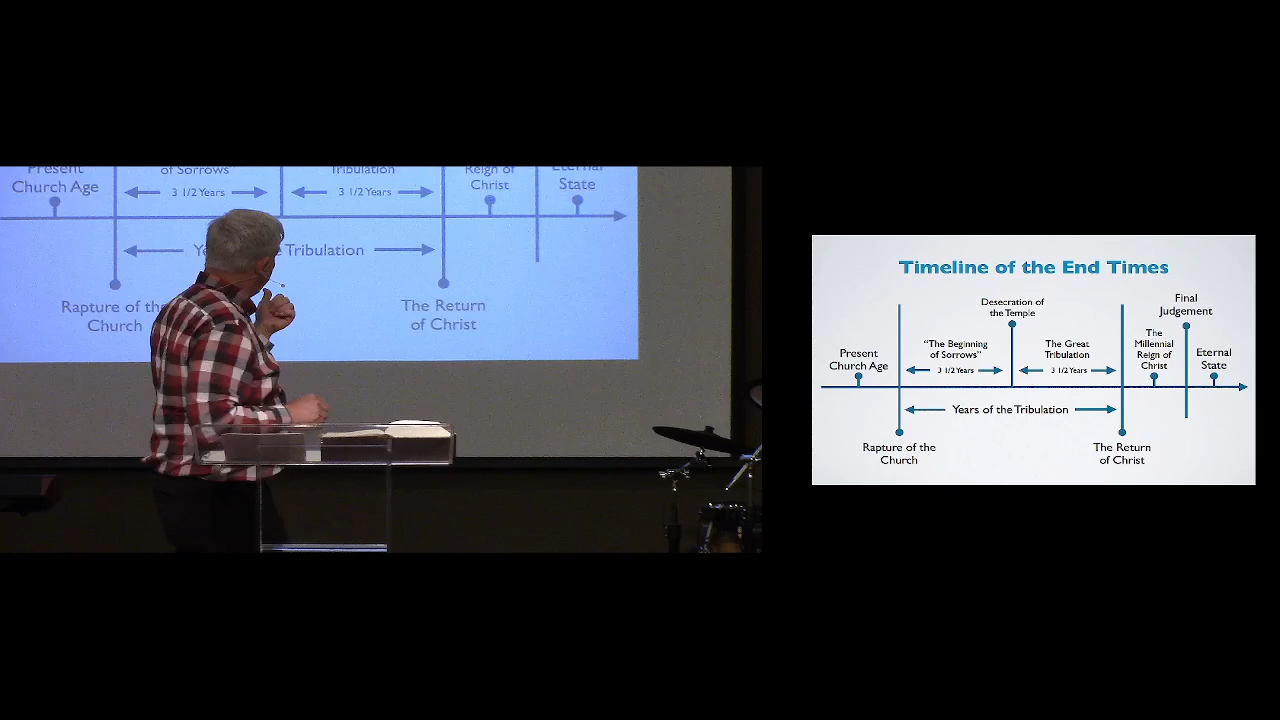 Present
Church Age
of Sorrows"
3 1/2 Years
Tribulation
3 1/2 Years
Reign of
Christ
Eternal
State
Tribulation
Rapture of the
Church
The Return
of Christ
Timeline of the End Times
Present
Church Age
"The Beginning
of Sorrows"
3 1/2 Years
Desecration of
the Temple
The Great
Tribulation
3 1/2 Years
The
Millennial
Reign of
Christ
Final
Judgement
Eternal
State
Years of the Tribulation
Rapture of the
Church
The Return
of Christ